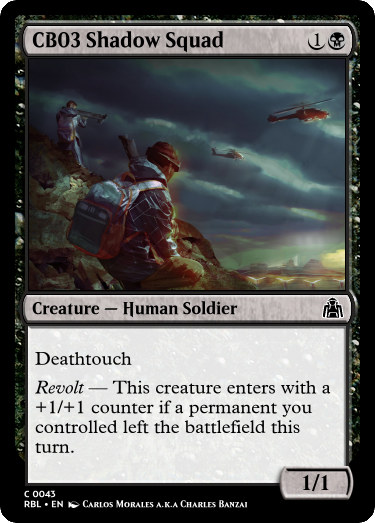 CB03 Shadow Squad 1
Creature — Human Soldier
Deathtouch
Revolt — This creature enters with a
+1/+1 counter if a permanent you
controlled left the battlefield this
turn.
1/1
C 0043
RBL • EN Carlos Morales a.k.a Charles Banzai